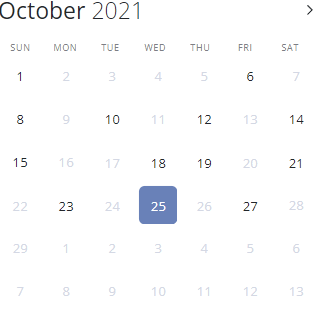 October 2021
SUN MON TUE WED THU FRI SAT
1 2 3 4 5 6 7
8 9 10 11 12 13 14
15 16 17 18 19 20 21
22 23 24 25 26 27 28
29 1 2 3 4 5 6
7 8 9 10 11 12 13